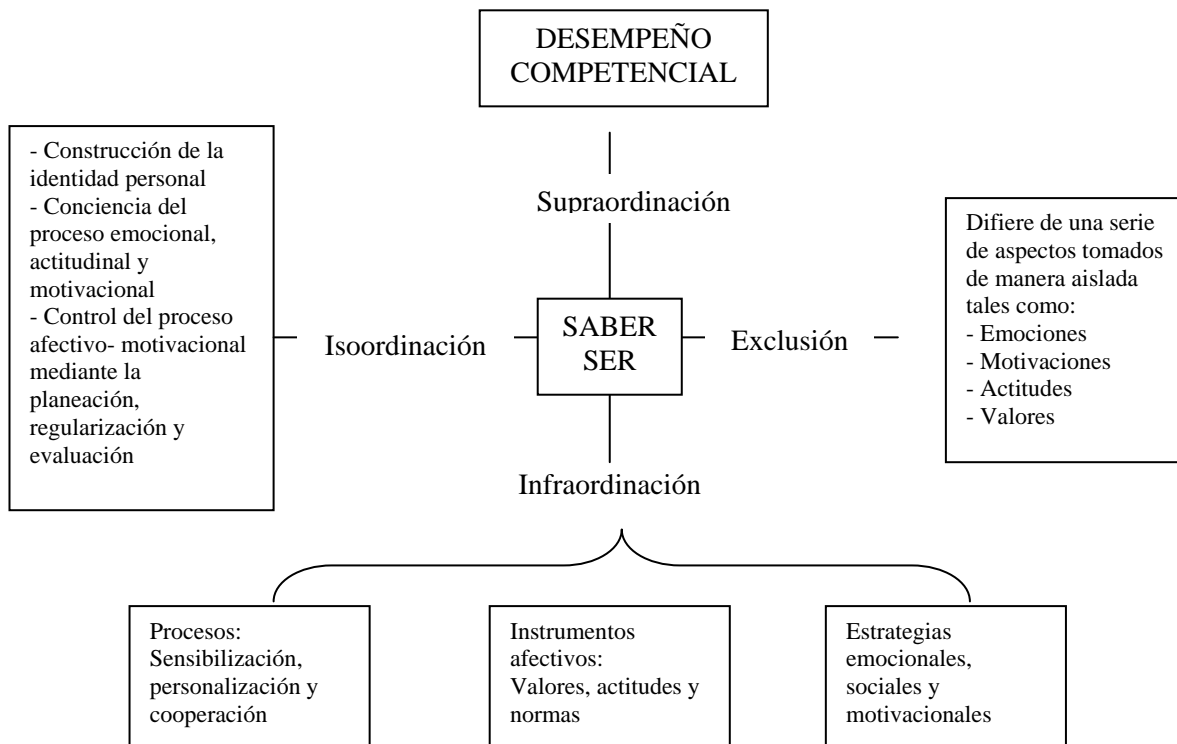 DESEMPEÑO
COMPETENCIAL
- Construcción de la
identidad personal
- Conciencia del
proceso emocional,
actitudinal y
motivacional
- Control del proceso
afectivo- motivacional
mediante la
planeación,
regularización y
evaluación
Supraordinación
Isoordinación
SABER
SER
Exclusión
Difiere de una serie
de aspectos tomados
de manera aislada
tales como:
- Emociones
- Motivaciones
- Actitudes
- Valores
Infraordinación
Procesos:
Sensibilización,
personalización y
cooperación
Instrumentos
afectivos:
Valores, actitudes y
normas
Estrategias
emocionales,
sociales y
motivacionales